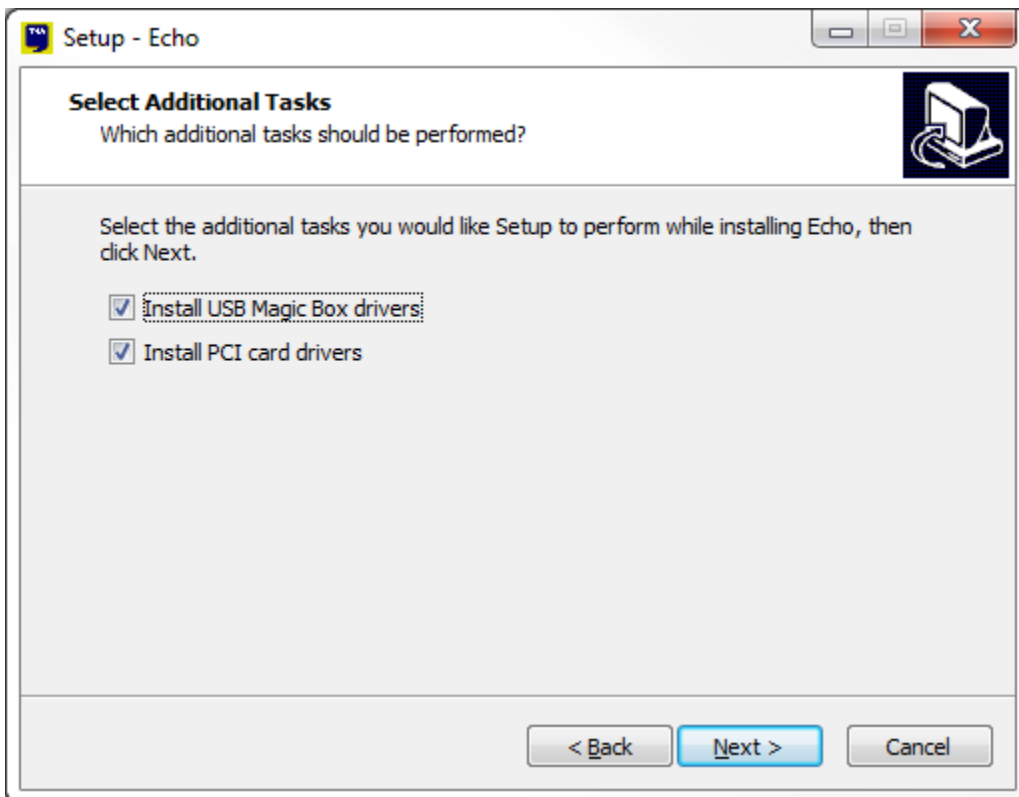 Setup - Echo
Select Additional Tasks
Which additional tasks should be performed?
Select the additional tasks you would like Setup to perform while installing Echo, then
click Next.
Install USB Magic Box drivers
Install PCI card drivers
< Back
Next >
Cancel